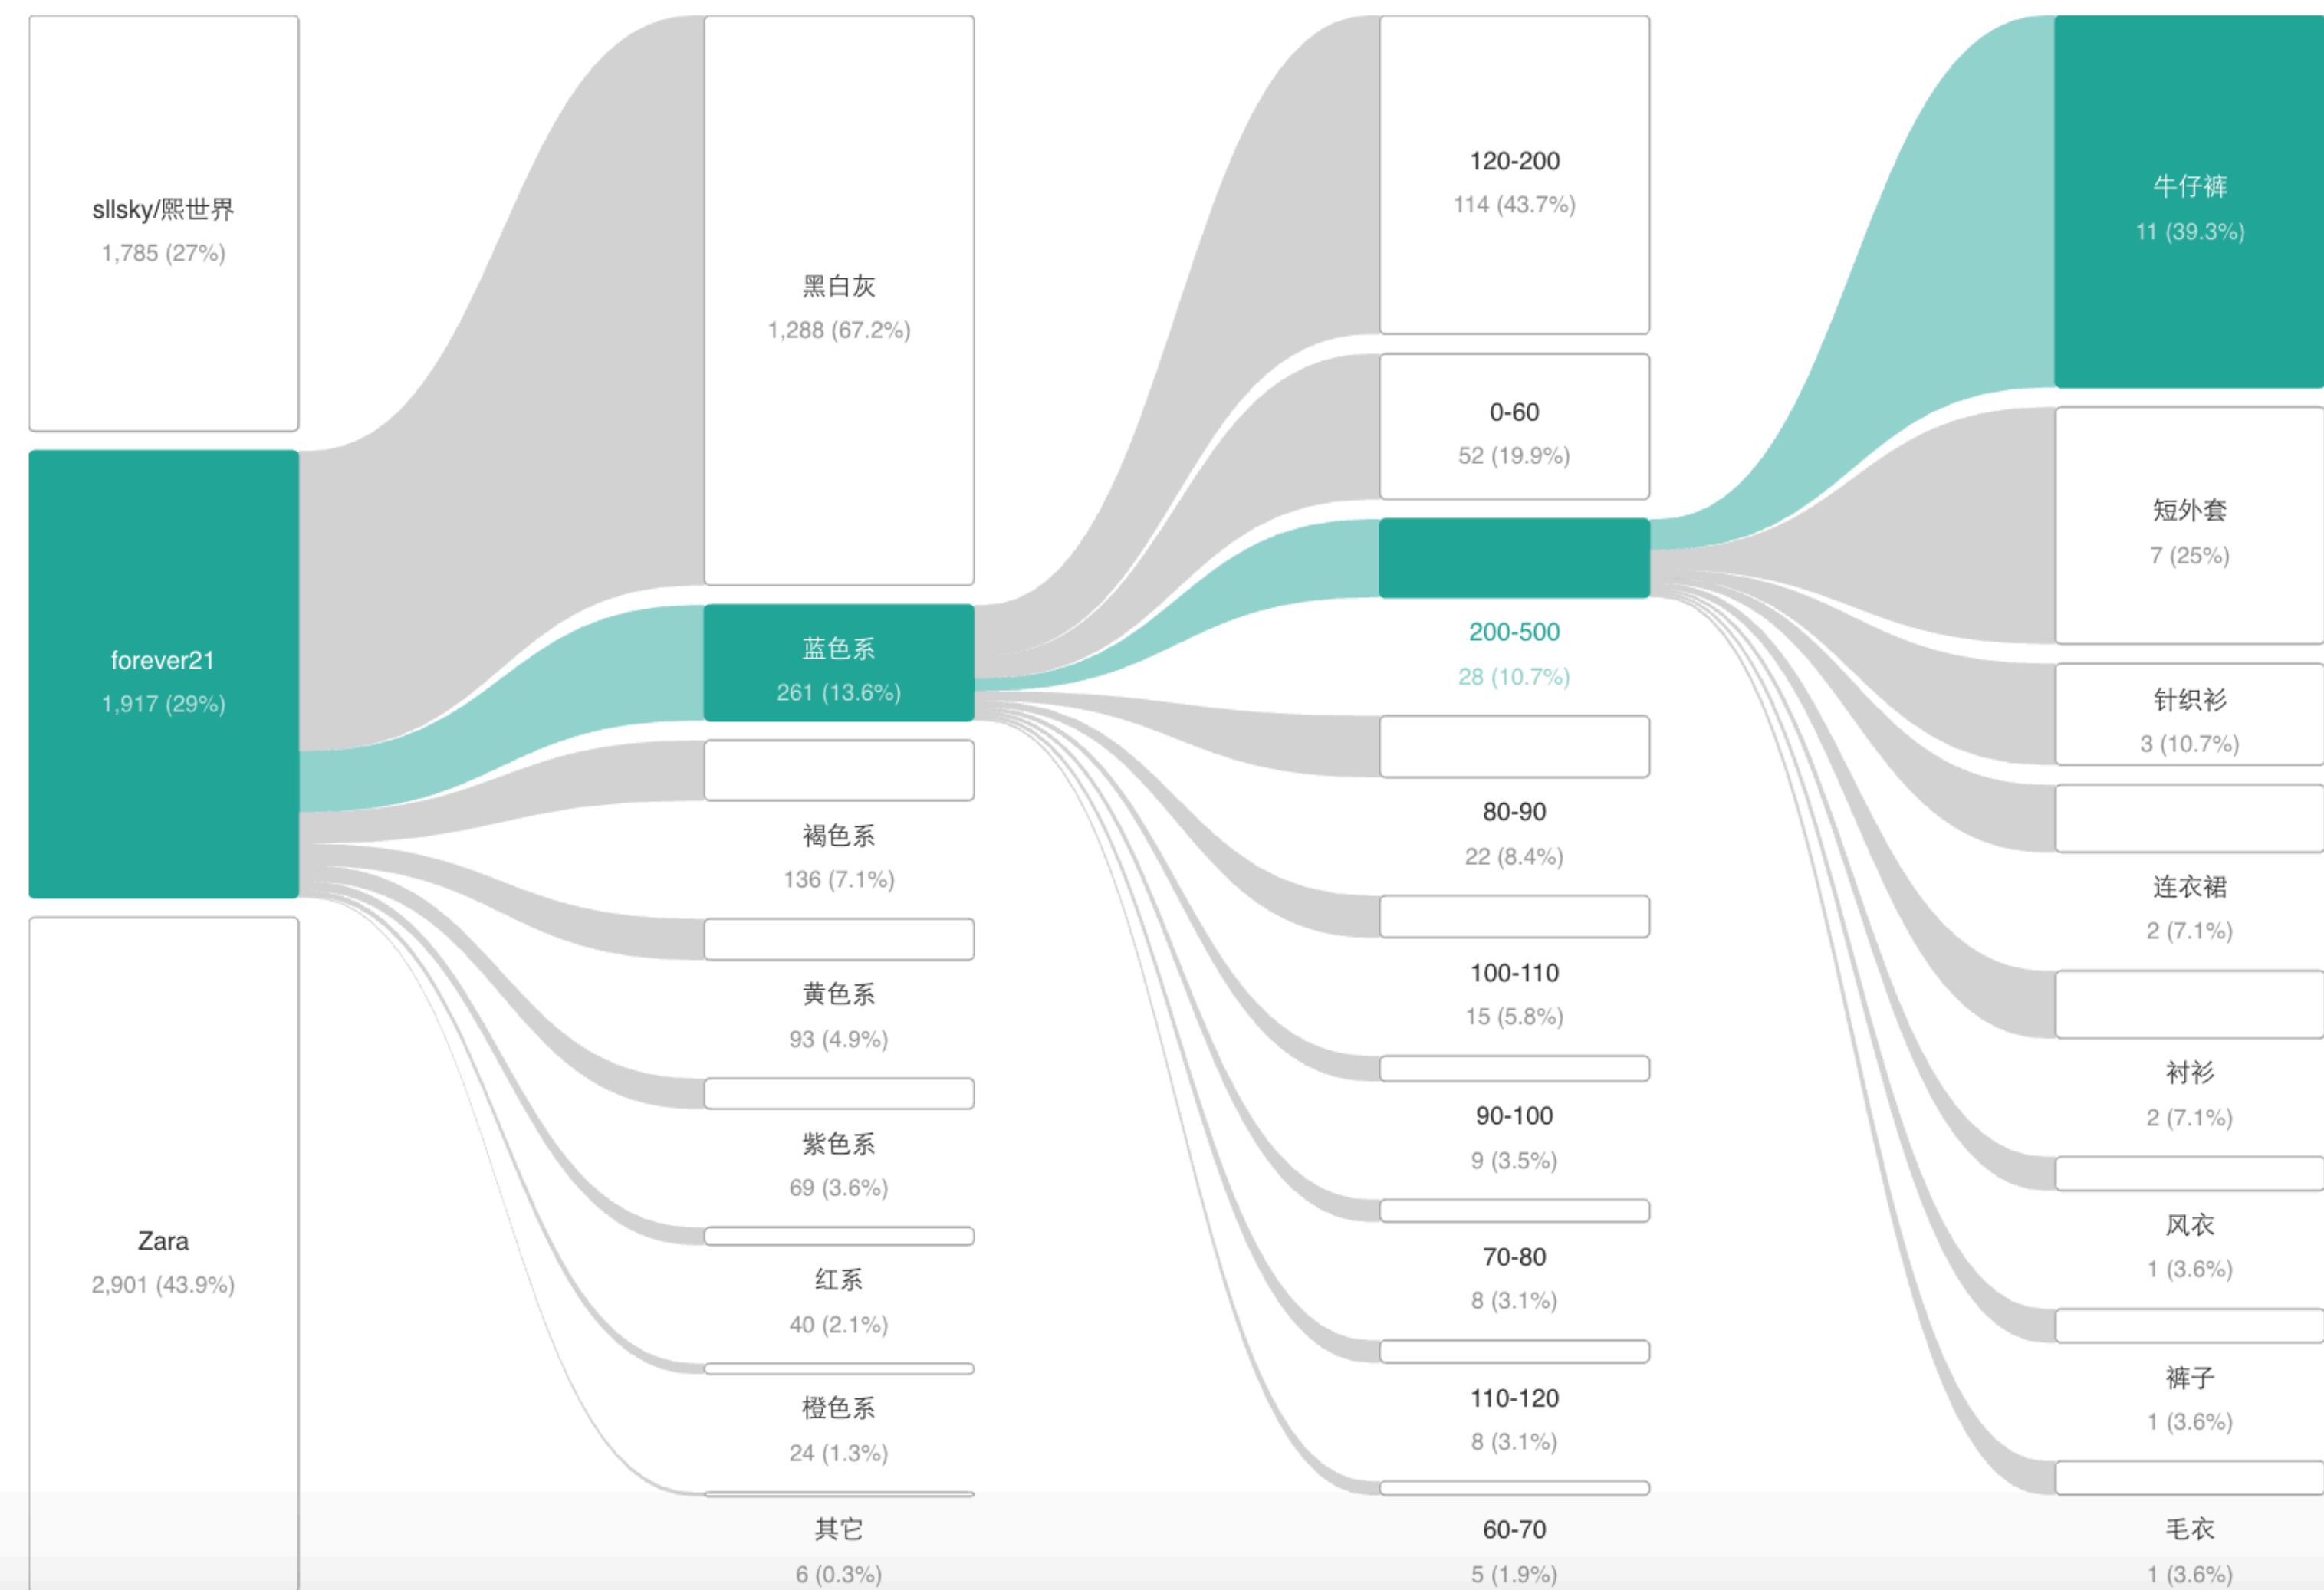 sllsky/熙世界
1,785 (27%)
forever21
1,917 (29%)
Zara
2,901 (43.9%)
黑白灰
1,288 (67.2%)
蓝色系
261 (13.6%)
褐色系
136 (7.1%)
黄色系
93 (4.9%)
紫色系
69 (3.6%)
红系
40 (2.1%)
橙色系
24 (1.3%)
其它
6 (0.3%)
120-200
114 (43.7%)
0-60
52 (19.9%)
200-500
28 (10.7%)
80-90
22 (8.4%)
100-110
15 (5.8%)
90-100
9 (3.5%)
70-80
8 (3.1%)
110-120
8 (3.1%)
60-70
5 (1.9%)
牛仔裤
11 (39.3%)
短外套
7 (25%)
针织衫
3 (10.7%)
连衣裙
2 (7.1%)
衬衫
2 (7.1%)
风衣
1 (3.6%)
裤子
1 (3.6%)
毛衣
1 (3.6%)